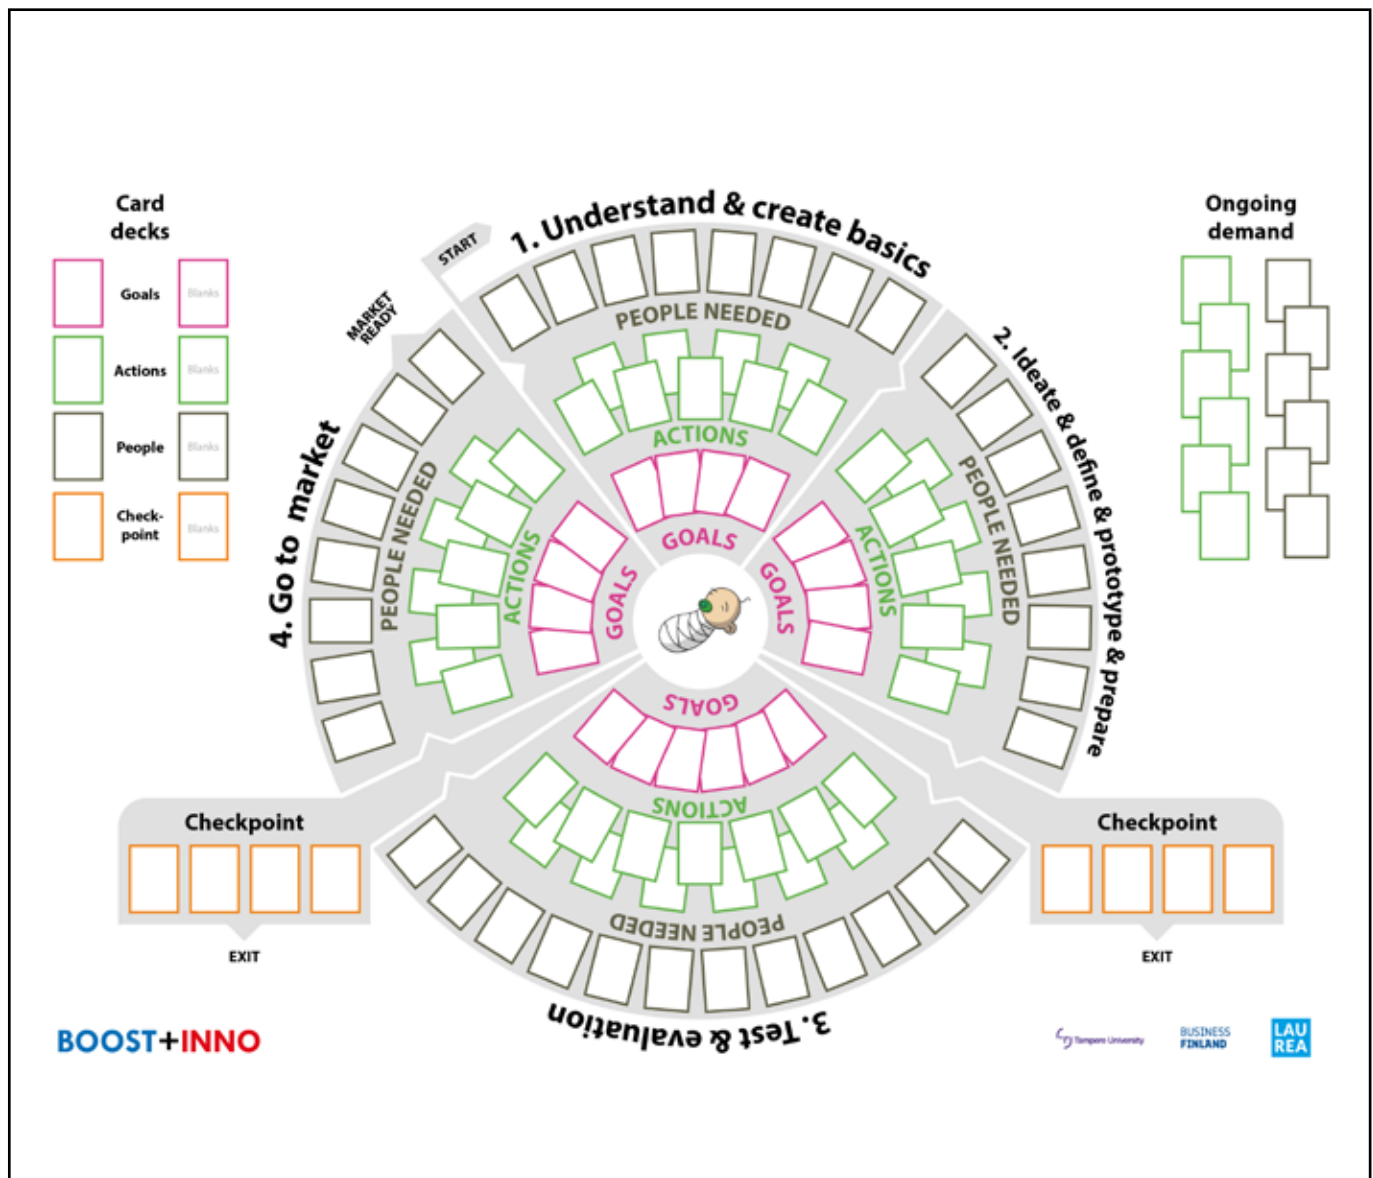 Card
decks
Goals
Blanks
Actions
Blanks
People
Blanks
Check-
point
Blanks
START
MARKET
READY
1. Understand & create basics
PEOPLE NEEDED
ACTIONS
GOALS
2. Ideate & define & prototype & prepare
PEOPLE NEEDED
ACTIONS
GOALS
3. Test & evaluation
PEOPLE NEEDED
ACTIONS
GOALS
4. Go to market
PEOPLE NEEDED
ACTIONS
GOALS
Ongoing
demand
Checkpoint
EXIT
Checkpoint
EXIT
BOOST+INNO
Tampere University
BUSINESS
FINLAND
LAU
REA